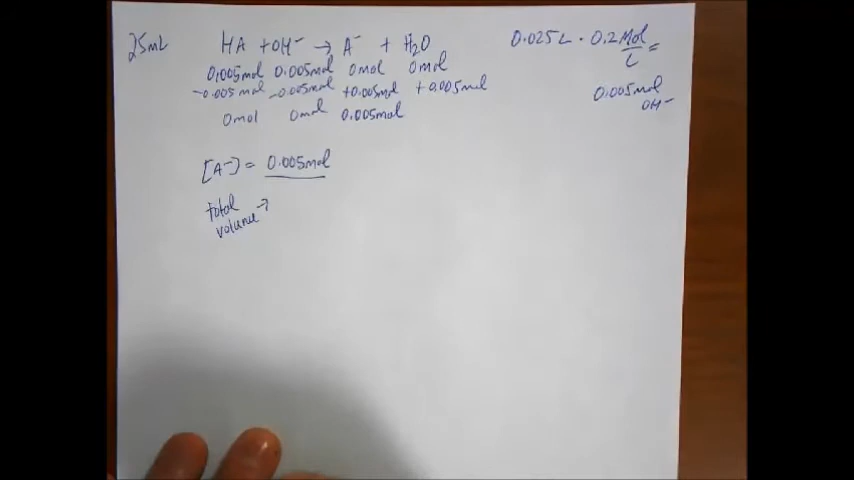 25mL
HA + OH⁻ → A⁻ + H₂O
0.005mol 0.005mol 0mol 0mol
-0.005mol -0.005mol +0.005mol +0.005mol
0mol 0mol 0.005mol
0.025L · 0.2 Mol/L =
0.005mol
OH⁻
[A⁻] = 0.005mol
total
volume →